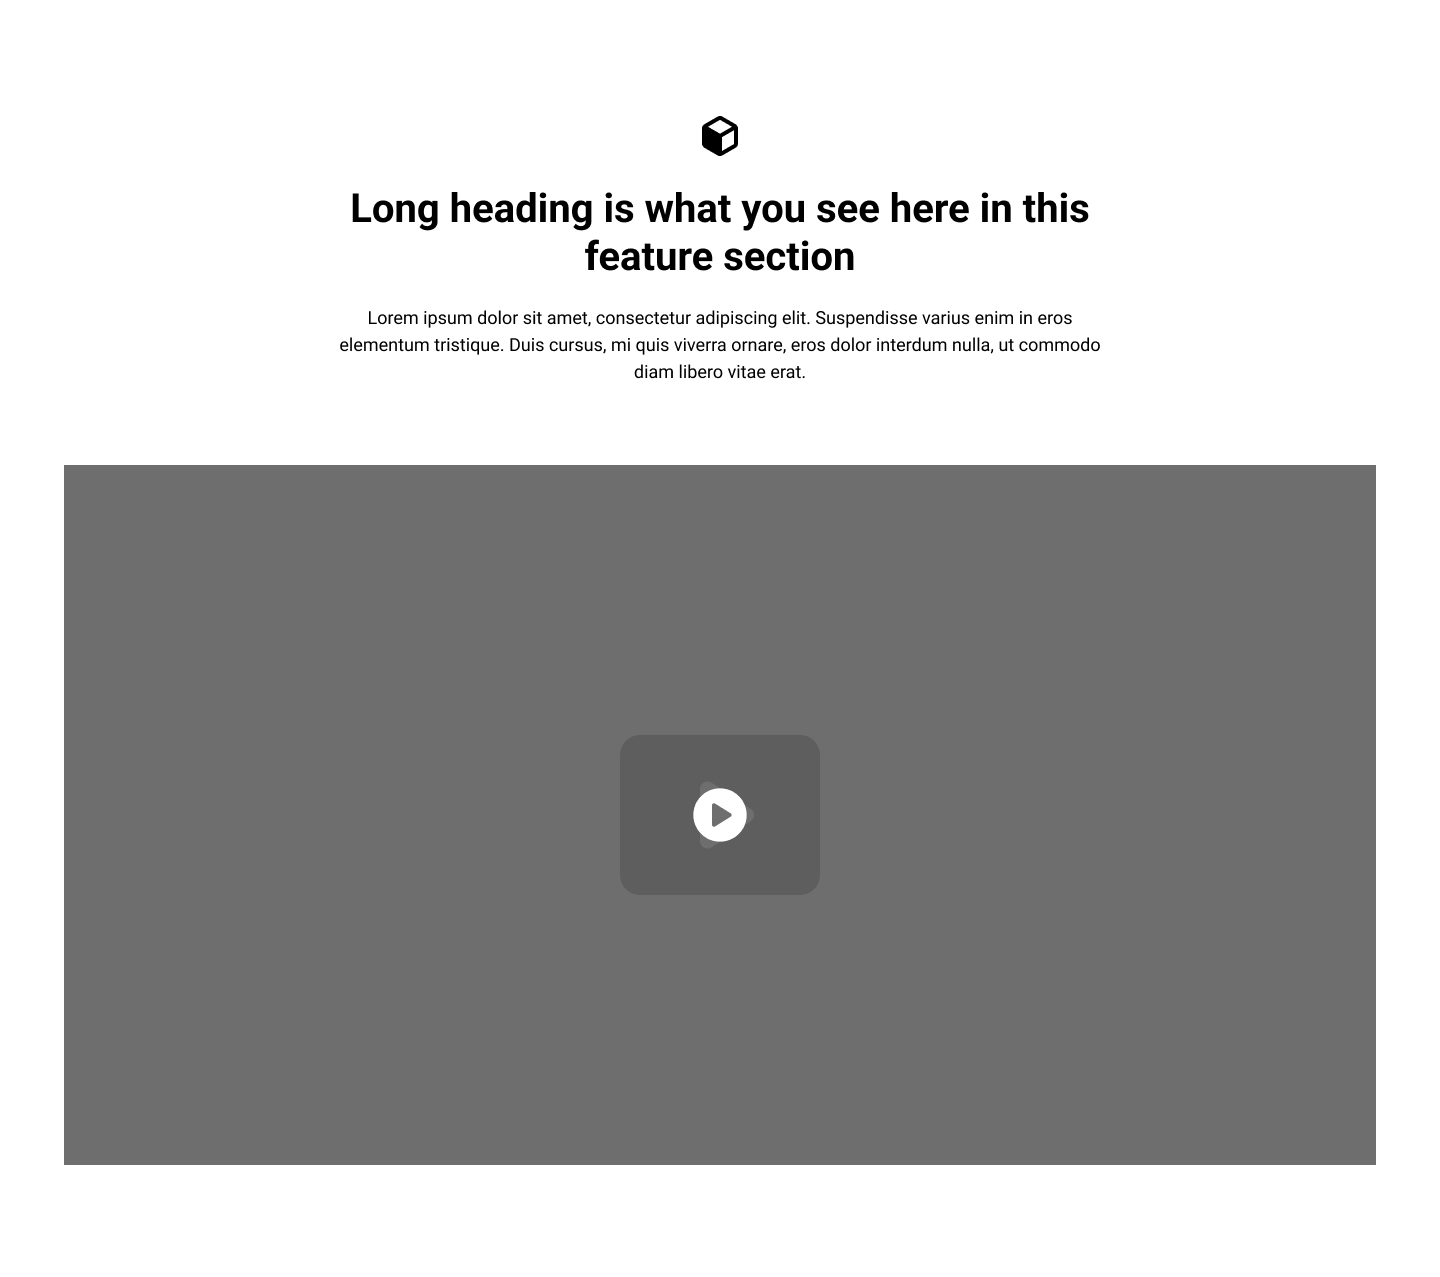 Long heading is what you see here in this
feature section
Lorem ipsum dolor sit amet, consectetur adipiscing elit. Suspendisse varius enim in eros
elementum tristique. Duis cursus, mi quis viverra ornare, eros dolor interdum nulla, ut commodo
diam libero vitae erat.